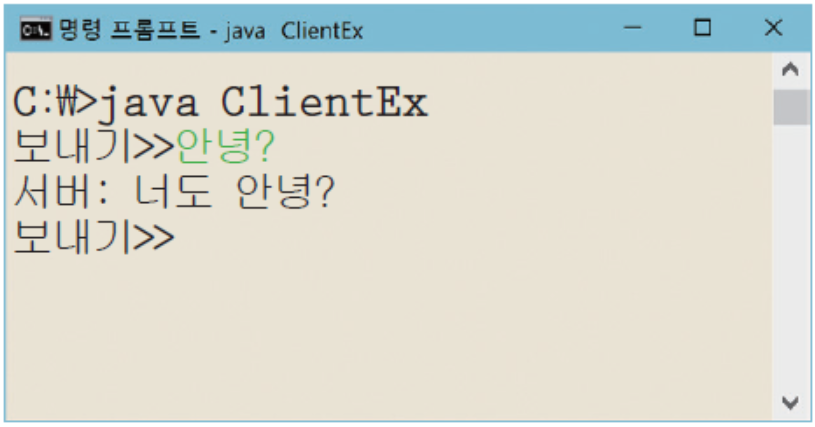 명령 프롬프트 - java ClientEx
C:₩>java ClientEx
보내기>>안녕?
서버: 너도 안녕?
보내기>>